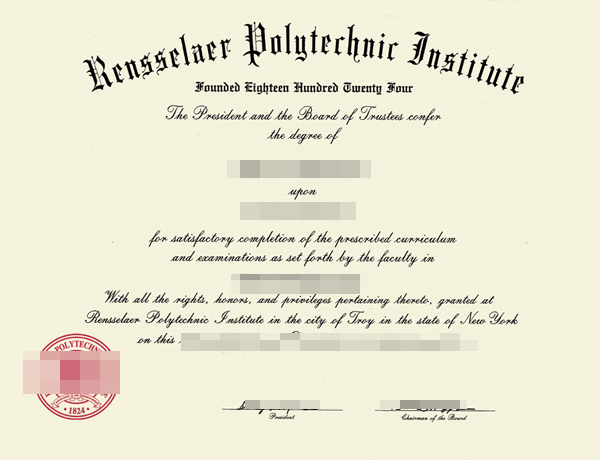 Rensselaer Polytechnic Institute
Founded Eighteen Hundred Twenty Four
The President and the Board of Trustees confer
the degree of
upon
for satisfactory completion of the prescribed curriculum
and examinations as set forth by the faculty in
With all the rights, honors, and privileges pertaining thereto, granted at
Rensselaer Polytechnic Institute in the city of Troy in the state of New York
on this
POLYTECHN
1824
President
Chairman of the Board